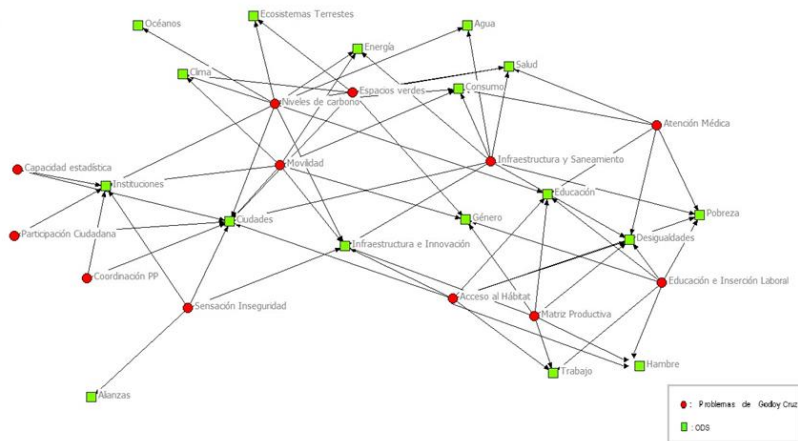 Océanos
Ecosistemas Terrestres
Agua
Energía
Clima
Salud
Niveles de carbono
Espacios verdes
Consumo
Atención Médica
Capacidad estadística
Instituciones
Movilidad
Infraestructura y Saneamiento
Educación
Participación Ciudadana
Ciudades
Género
Pobreza
Infraestructura e Innovación
Desigualdades
Coordinación PP
Sensación Inseguridad
Acceso al Hábitat
Matriz Productiva
Educación e Inserción Laboral
Alianzas
Trabajo
Hambre
: Problemas de Godoy Cruz
: ODS